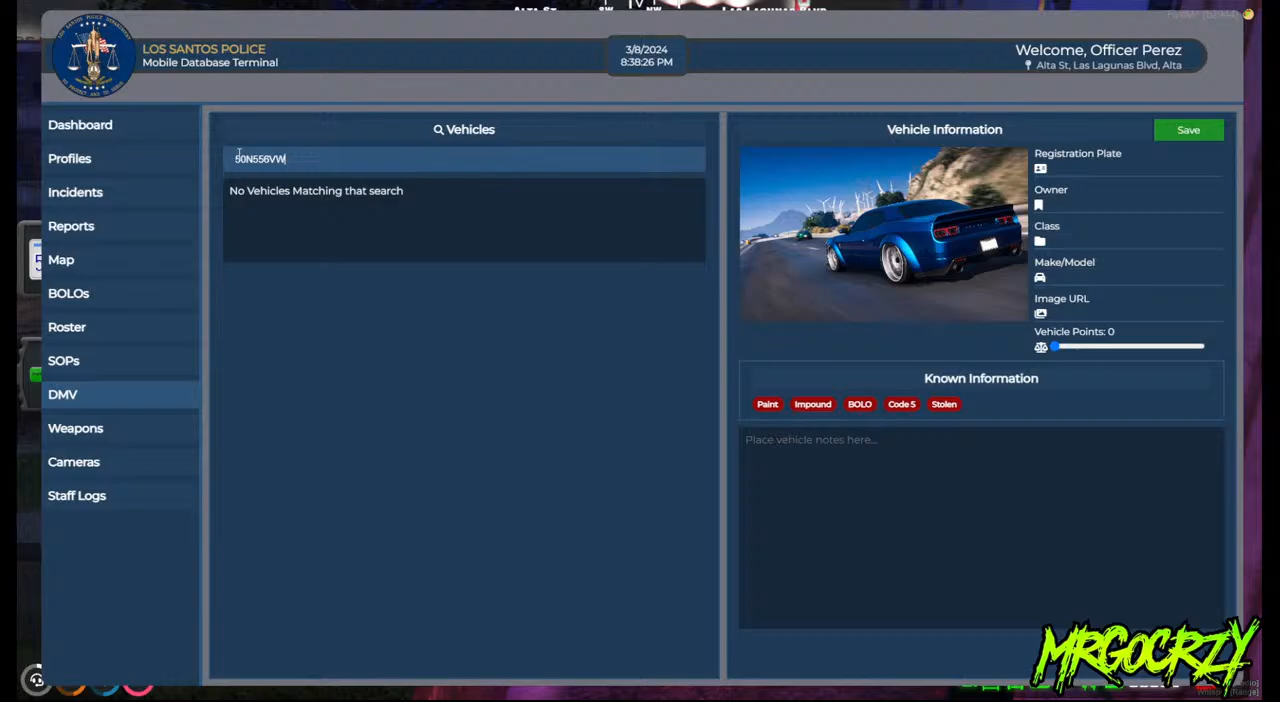 LOS SANTOS POLICE
Mobile Database Terminal
3/8/2024
8:38:26 PM
Welcome, Officer Perez
Alta St, Las Lagunas Blvd, Alta
Dashboard
Profiles
Incidents
Reports
Map
BOLOs
Roster
SOPs
DMV
Weapons
Cameras
Staff Logs
Vehicles
50N556VW
No Vehicles Matching that search
Vehicle Information
Save
Registration Plate
Owner
Class
Make/Model
Image URL
Vehicle Points: 0
Known Information
Paint Impound BOLO Code 5 Stolen
Place vehicle notes here...
MRGOCRZY